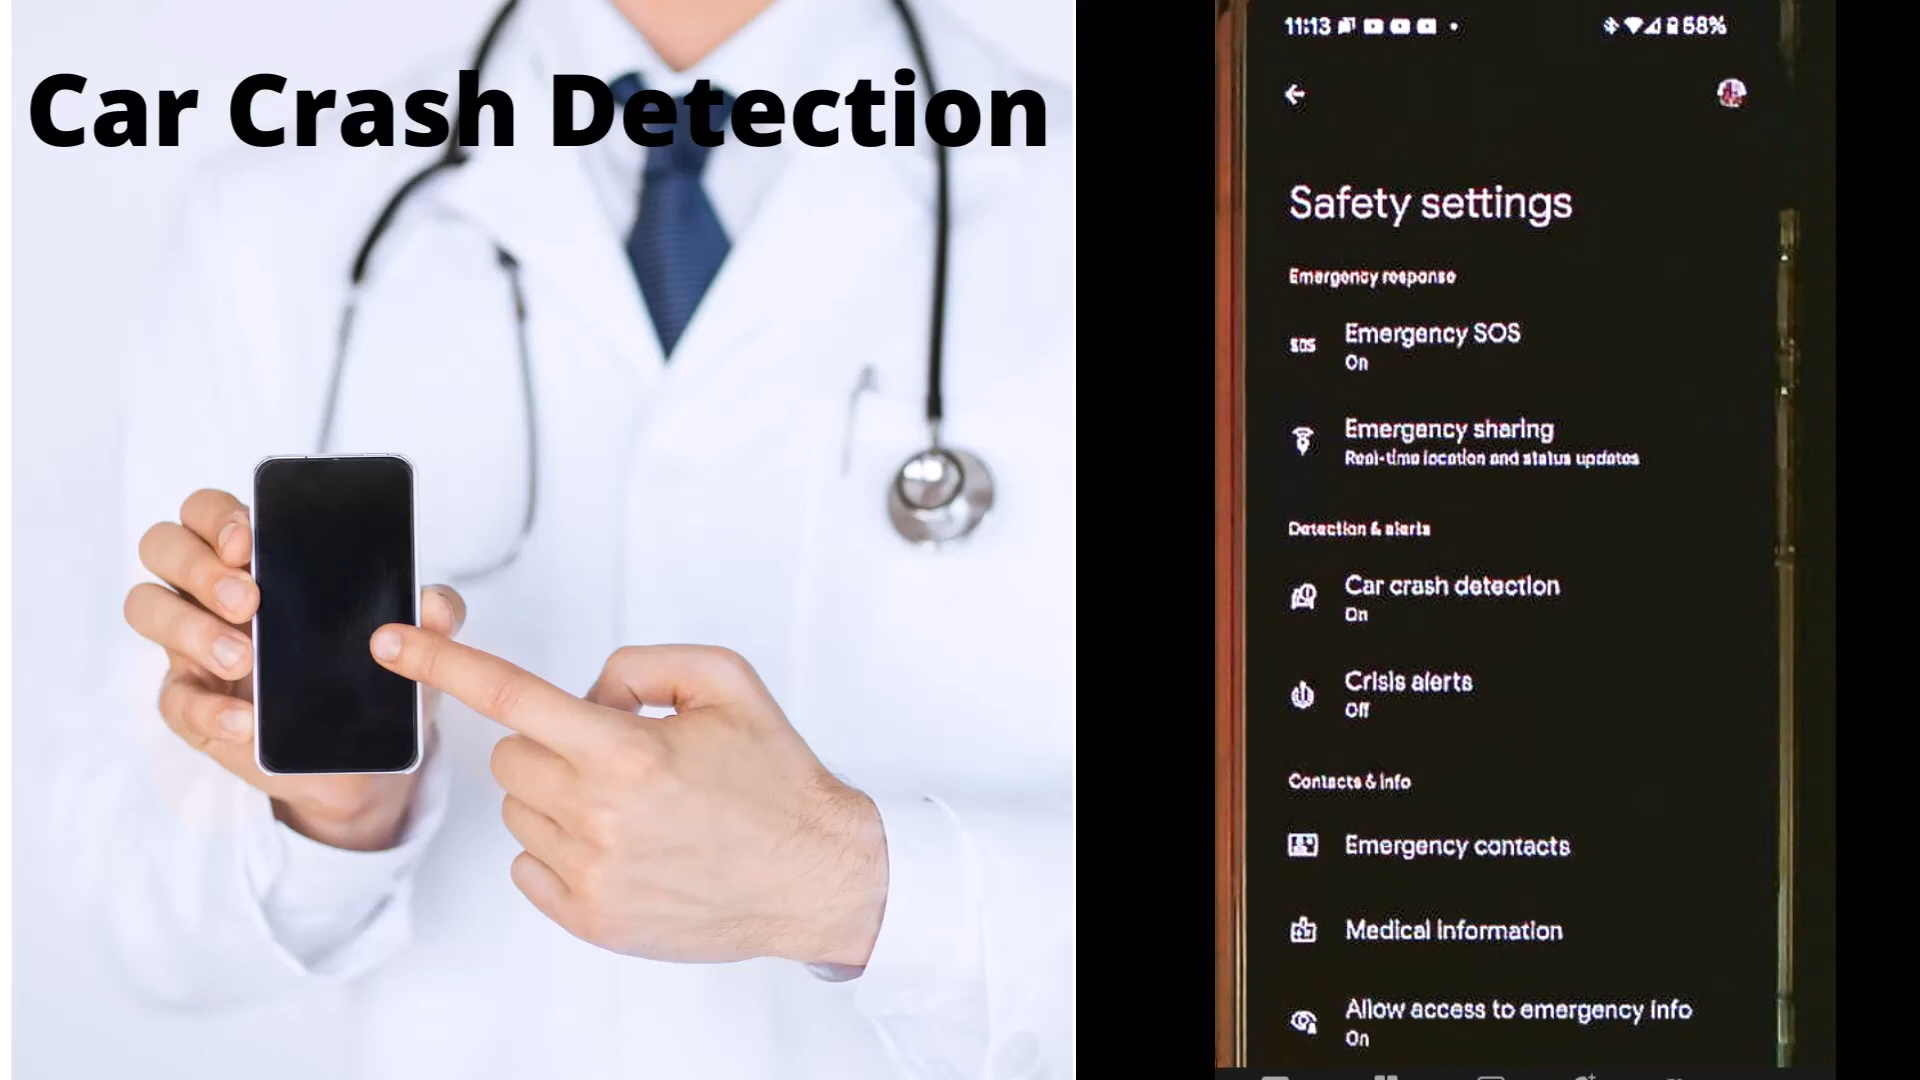 Car Crash Detection
11:13
58%
Safety settings
Emergency response
SOS
Emergency SOS
On
Emergency sharing
Real-time location and status updates
Detection & alerts
Car crash detection
On
Crisis alerts
Off
Contacts & info
Emergency contacts
Medical information
Allow access to emergency info
On